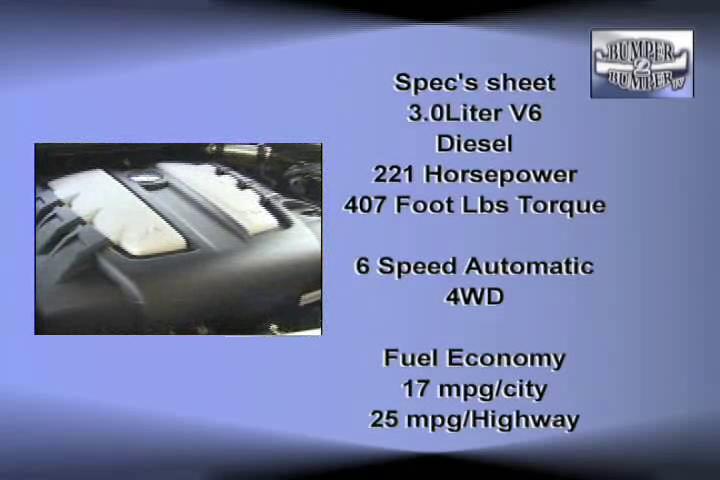 BUMPER
2
BUMPER TV
Spec's sheet
3.0Liter V6
Diesel
221 Horsepower
407 Foot Lbs Torque
6 Speed Automatic
4WD
Fuel Economy
17 mpg/city
25 mpg/Highway